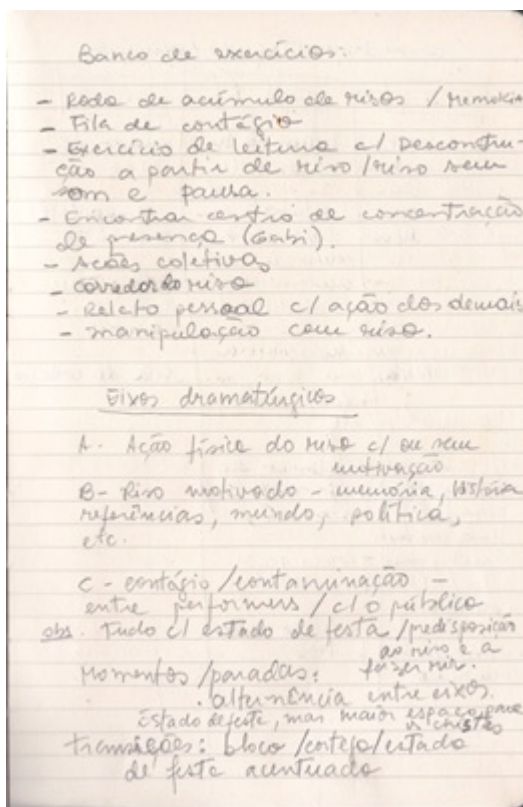 Banco de exercícios:
- Roda de acúmulo de risos / memória
- Fila de contágio
- Exercício de leitura c/ desconstru-
ção a partir de riso/riso sem
som e pausa.
- Encontrar centro de concentração
de presença (Gabi).
- Ações coletivas
- corredor do riso
- Relato pessoal c/ ação dos demais
- manipulação com riso.
Eixos dramatúrgicos
A - Ação física do riso c/ ou sem
motivação
B - Riso motivado - memória, história
referências, mundo, política,
etc.
C - contágio/contaminação -
entre performers / c/ o público
obs. Tudo c/ estado de festa /predisposição
ao riso e a
fazer rir.
Momentos /paradas:
. alternância entre eixos.
Estado de festa, mas maior espaço para
transições: bloco /cortejo/estado
de festa acentuado